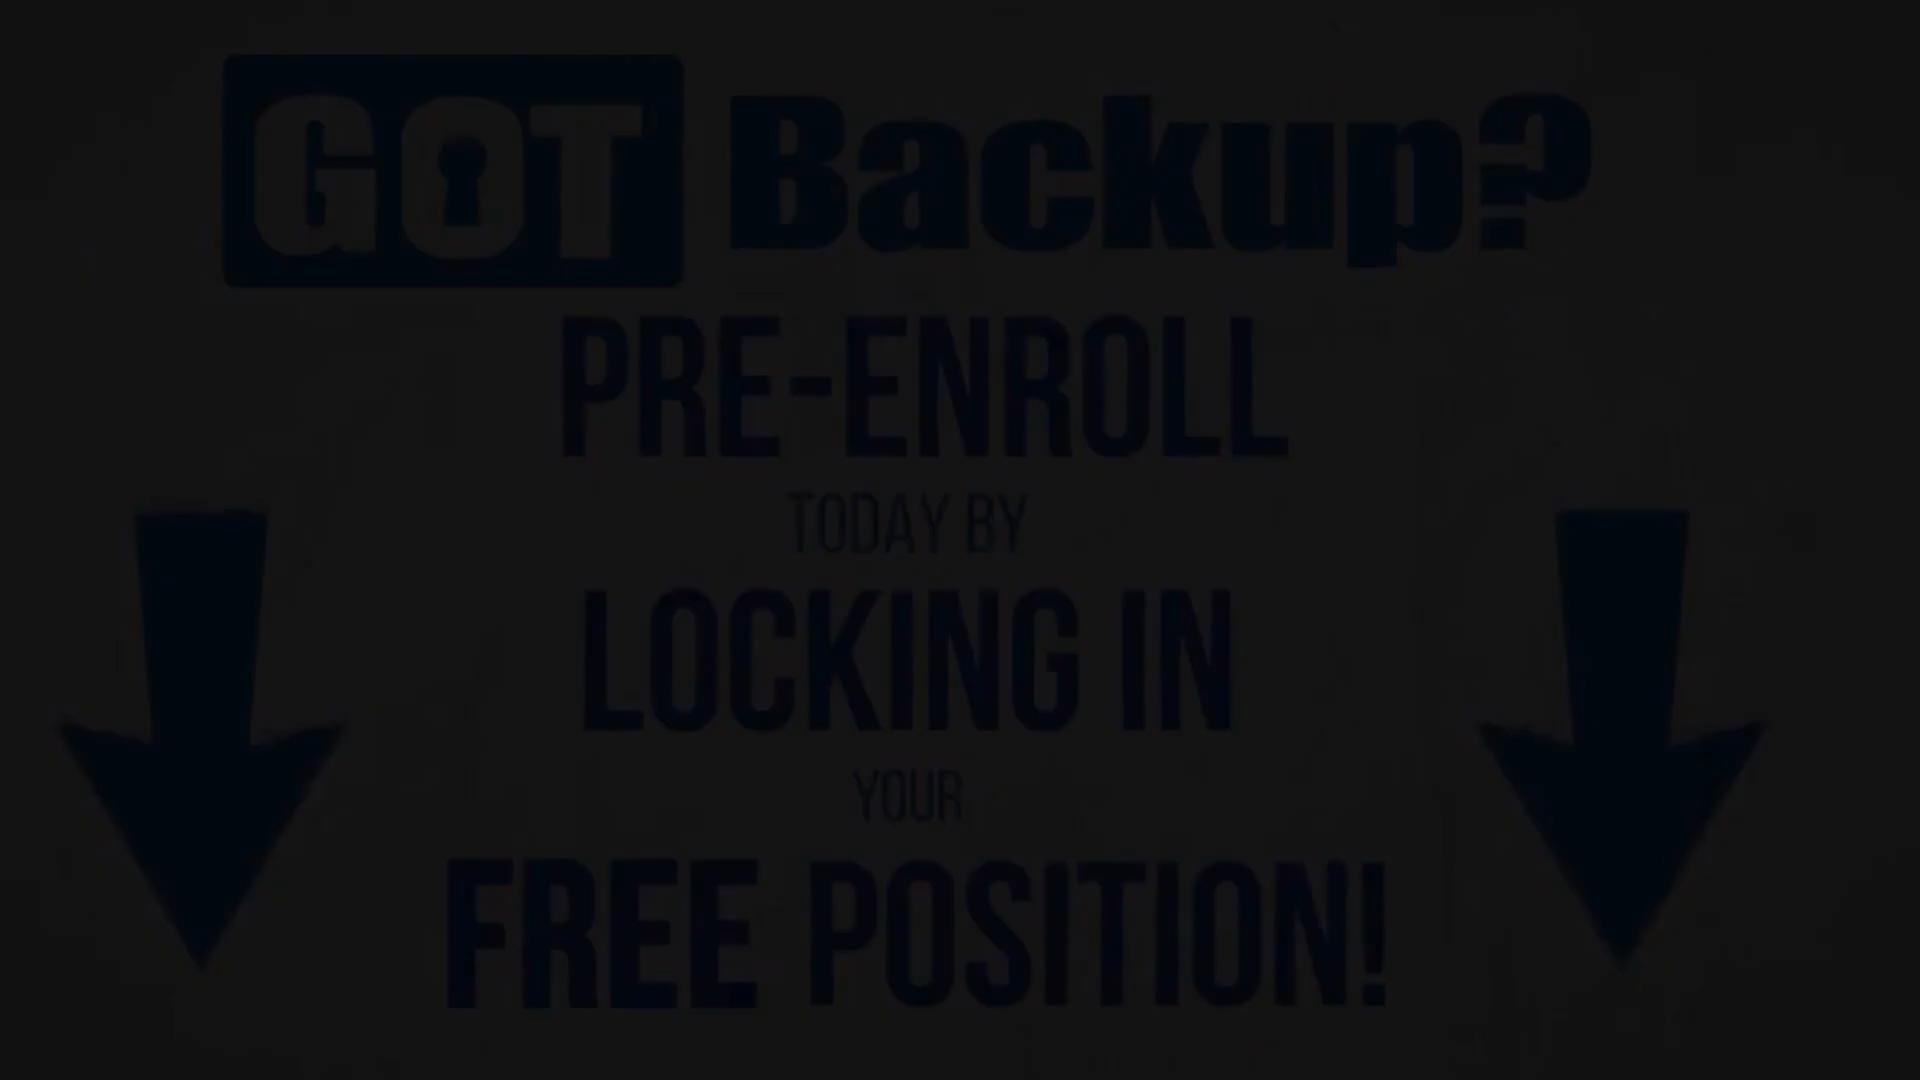 GOT Backup?
PRE-ENROLL
TODAY BY
LOCKING IN
YOUR
FREE POSITION!